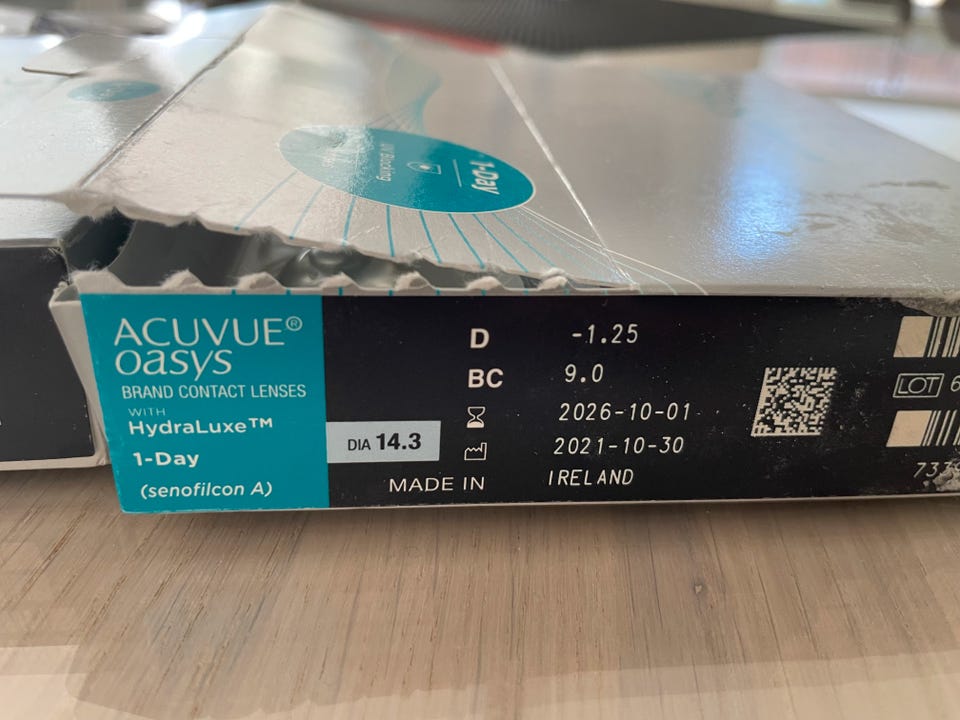 1-Day
UV Blocking
ACUVUE®
oasys
BRAND CONTACT LENSES
WITH
HydraLuxe™
1-Day
(senofilcon A)
DIA 14.3
D -1.25
BC 9.0
2026-10-01
2021-10-30
MADE IN IRELAND
LOT 6